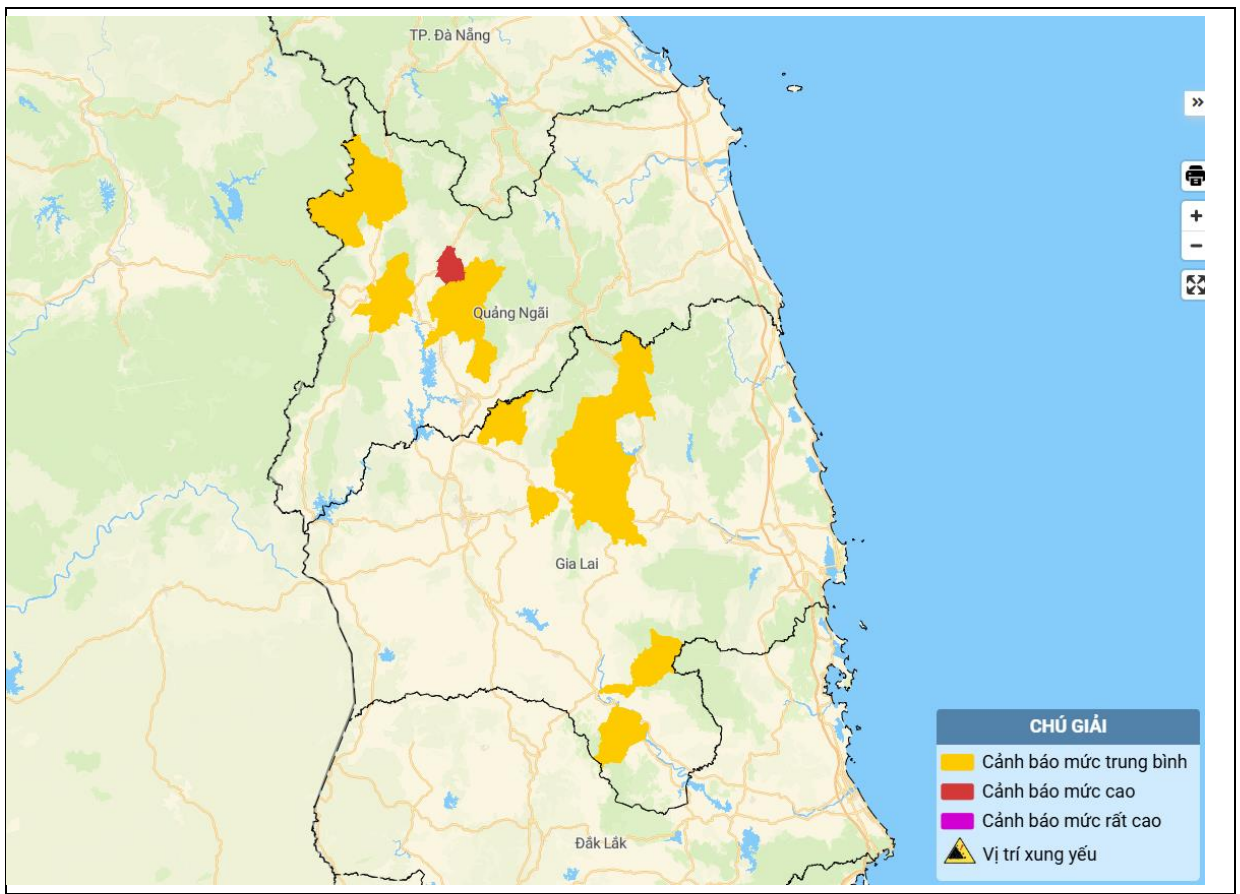 TP. Đà Nẵng
»
+
−
Quảng Ngãi
Gia Lai
Đắk Lắk
CHÚ GIẢI
Cảnh báo mức trung bình
Cảnh báo mức cao
Cảnh báo mức rất cao
Vị trí xung yếu